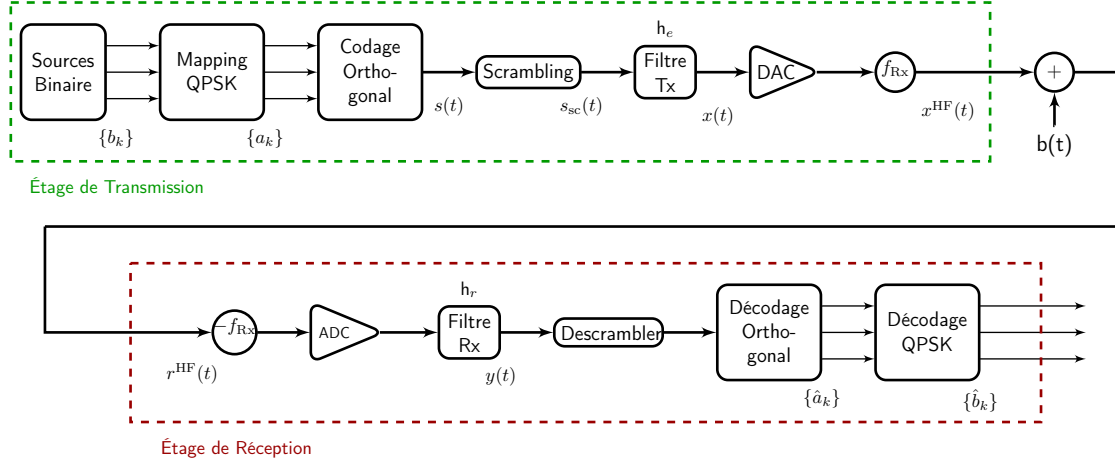 Sources
Binaire
{b_k}
Mapping
QPSK
{a_k}
Codage
Ortho-
gonal
s(t)
Scrambling
s_sc(t)
h_e
Filtre
Tx
x(t)
DAC
f_Rx
x^HF(t)
+
b(t)
Étage de Transmission
−f_Rx
r^HF(t)
ADC
h_r
Filtre
Rx
y(t)
Descrambler
Décodage
Ortho-
gonal
{â_k}
Décodage
QPSK
{b̂_k}
Étage de Réception